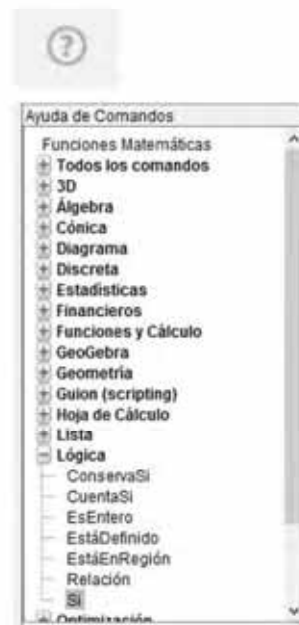 ?
Ayuda de Comandos
Funciones Matemáticas
Todos los comandos
3D
Álgebra
Cónica
Diagrama
Discreta
Estadísticas
Financieros
Funciones y Cálculo
GeoGebra
Geometría
Guion (scripting)
Hoja de Cálculo
Lista
Lógica
ConservaSi
CuentaSi
EsEntero
EstáDefinido
EstáEnRegión
Relación
Si
Optimización